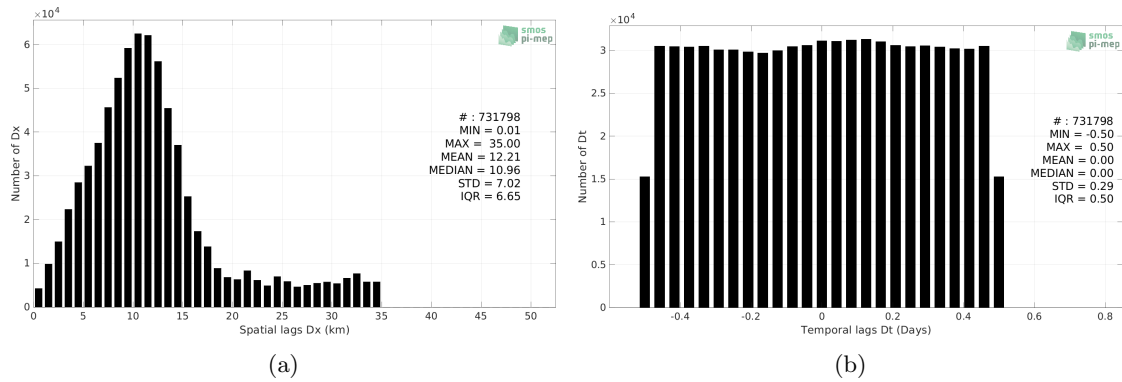 ×10^4
6
5
4
3
2
1
0
Number of Dx
0 5 10 15 20 25 30 35 40 45 50
Spatial lags Dx (km)
smos
pi-mep
# : 731798
MIN = 0.01
MAX = 35.00
MEAN = 12.21
MEDIAN = 10.96
STD = 7.02
IQR = 6.65
(a)
×10^4
3
2.5
2
1.5
1
0.5
0
Number of Dt
-0.4 -0.2 0 0.2 0.4 0.6 0.8
Temporal lags Dt (Days)
smos
pi-mep
# : 731798
MIN = -0.50
MAX = 0.50
MEAN = 0.00
MEDIAN = 0.00
STD = 0.29
IQR = 0.50
(b)